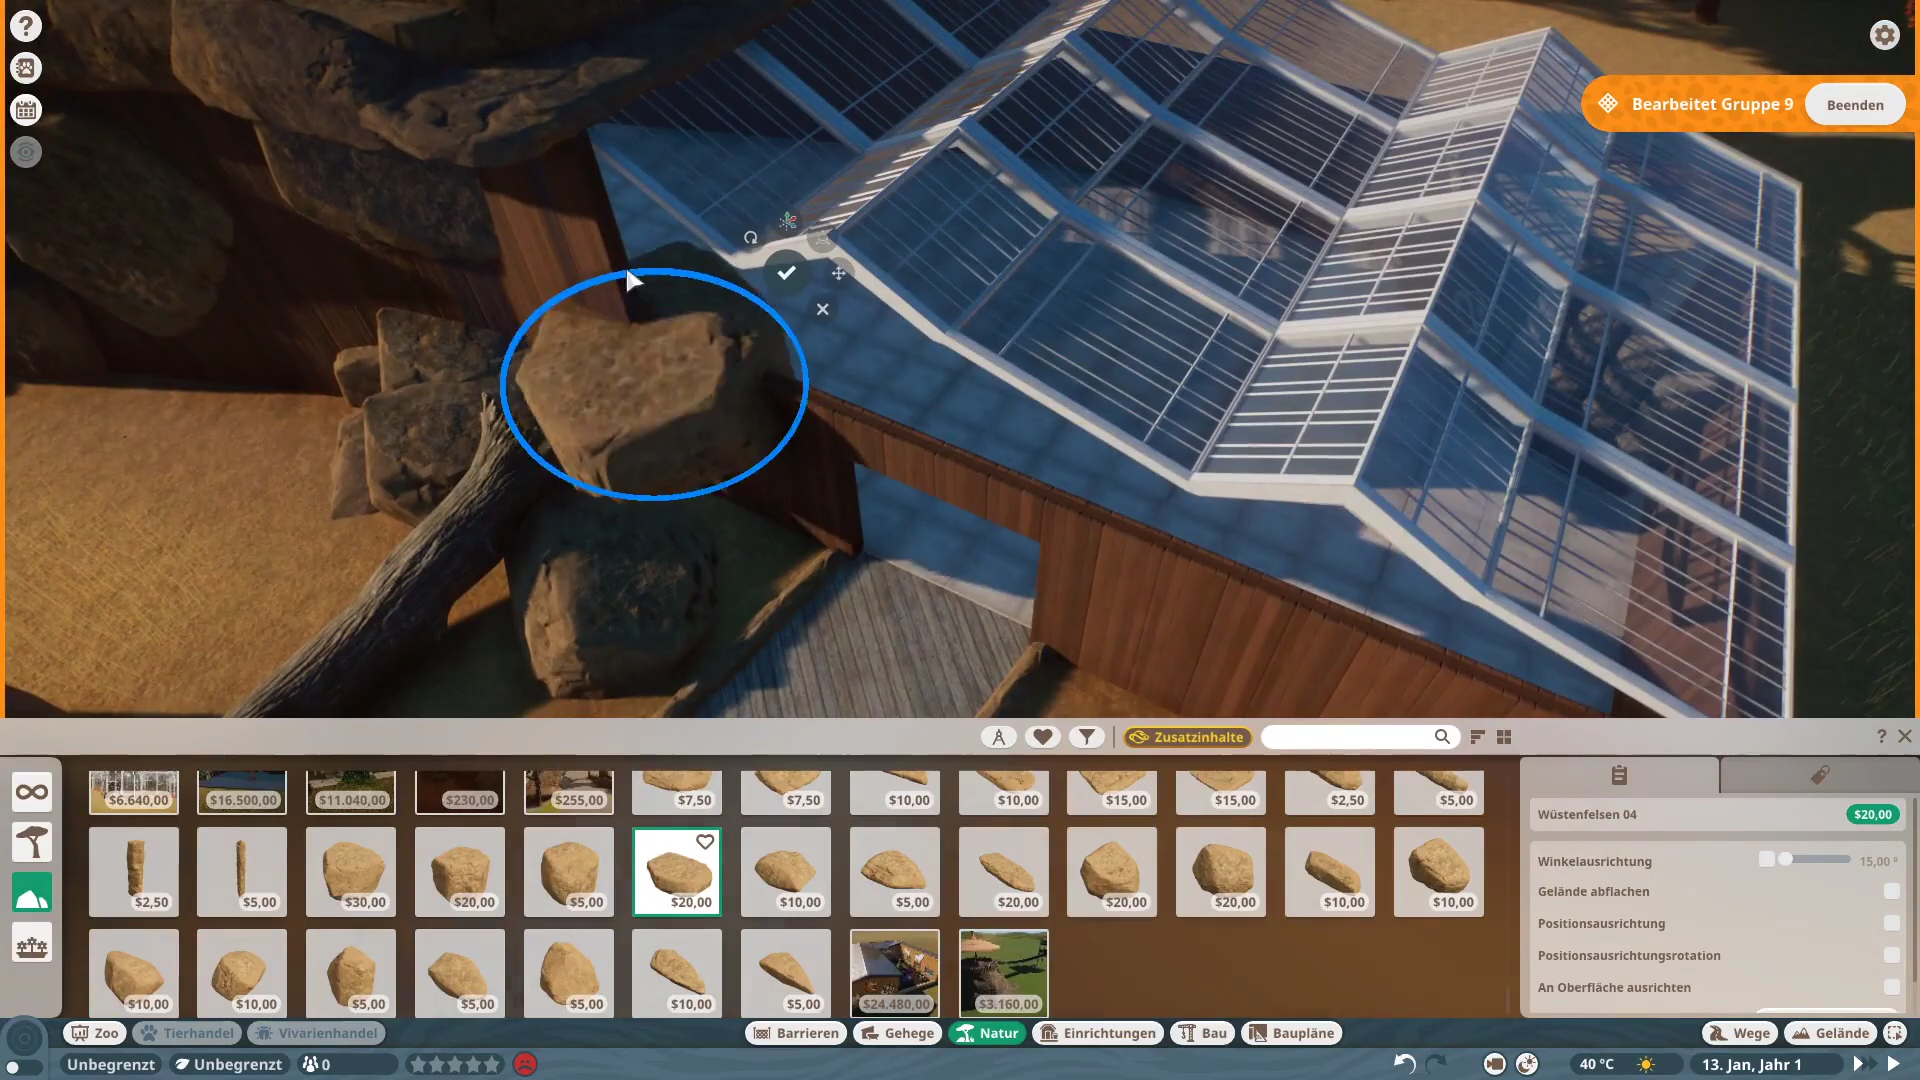 Bearbeitet Gruppe 9
Beenden
Zusatzinhalte
?
$6.640,00 $16.500,00 $11.040,00 $230,00 $255,00 $7,50 $7,50 $10,00 $10,00 $15,00 $15,00 $2,50 $5,00
$2,50 $5,00 $30,00 $20,00 $5,00 $20,00 $10,00 $5,00 $20,00 $20,00 $20,00 $10,00 $10,00
$10,00 $10,00 $5,00 $5,00 $5,00 $10,00 $5,00 $24.480,00 $3.160,00
Wüstenfelsen 04 $20,00
Winkelausrichtung 15,00 °
Gelände abflachen
Positionsausrichtung
Positionsausrichtungsrotation
An Oberfläche ausrichten
Zoo Tierhandel Vivarienhandel Barrieren Gehege Natur Einrichtungen Bau Baupläne Wege Gelände
Unbegrenzt Unbegrenzt 0 40 °C 13. Jan, Jahr 1